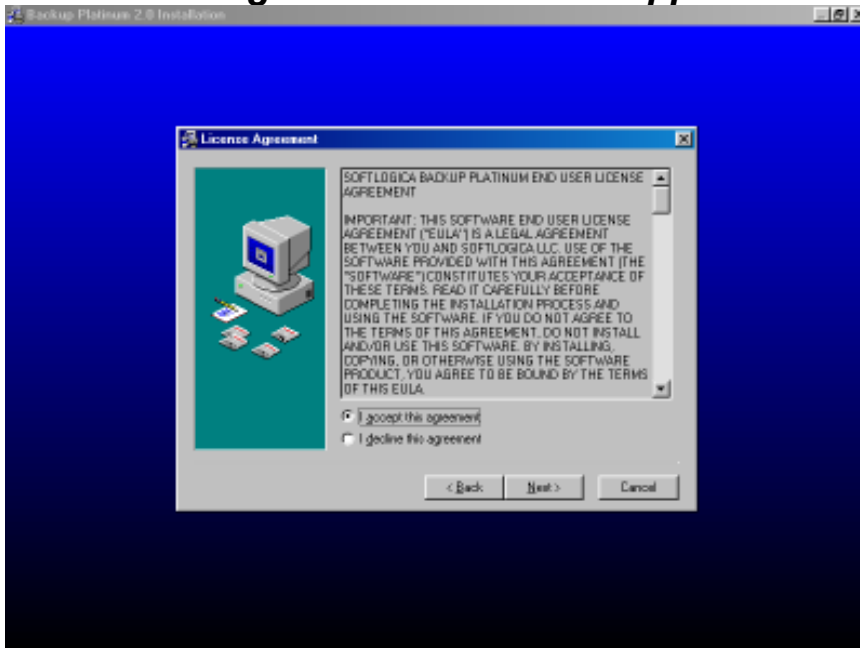 Backup Platinum 2.0 Installation
License Agreement
SOFTLOGICA BACKUP PLATINUM END USER LICENSE
AGREEMENT
IMPORTANT: THIS SOFTWARE END USER LICENSE
AGREEMENT ("EULA") IS A LEGAL AGREEMENT
BETWEEN YOU AND SOFTLOGICA LLC. USE OF THE
SOFTWARE PROVIDED WITH THIS AGREEMENT (THE
"SOFTWARE") CONSTITUTES YOUR ACCEPTANCE OF
THESE TERMS. READ IT CAREFULLY BEFORE
COMPLETING THE INSTALLATION PROCESS AND
USING THE SOFTWARE. IF YOU DO NOT AGREE TO
THE TERMS OF THIS AGREEMENT, DO NOT INSTALL
AND/OR USE THIS SOFTWARE. BY INSTALLING,
COPYING, OR OTHERWISE USING THE SOFTWARE
PRODUCT, YOU AGREE TO BE BOUND BY THE TERMS
OF THIS EULA.
I accept this agreement
I decline this agreement
< Back
Next >
Cancel